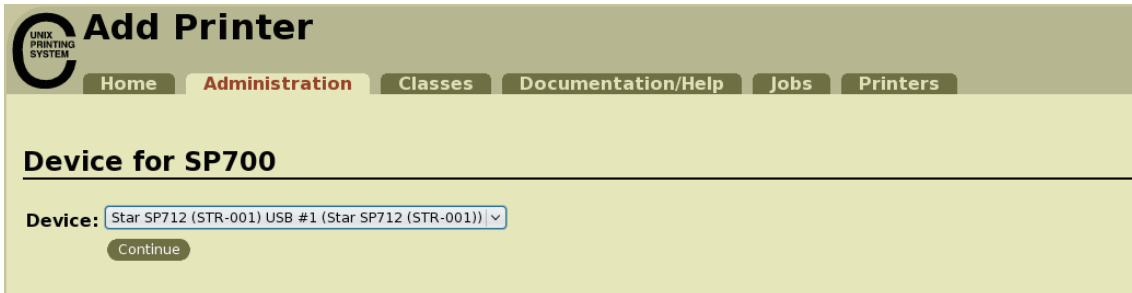 UNIX
PRINTING
SYSTEM
Add Printer
Home Administration Classes Documentation/Help Jobs Printers
Device for SP700
Device: Star SP712 (STR-001) USB #1 (Star SP712 (STR-001))
Continue